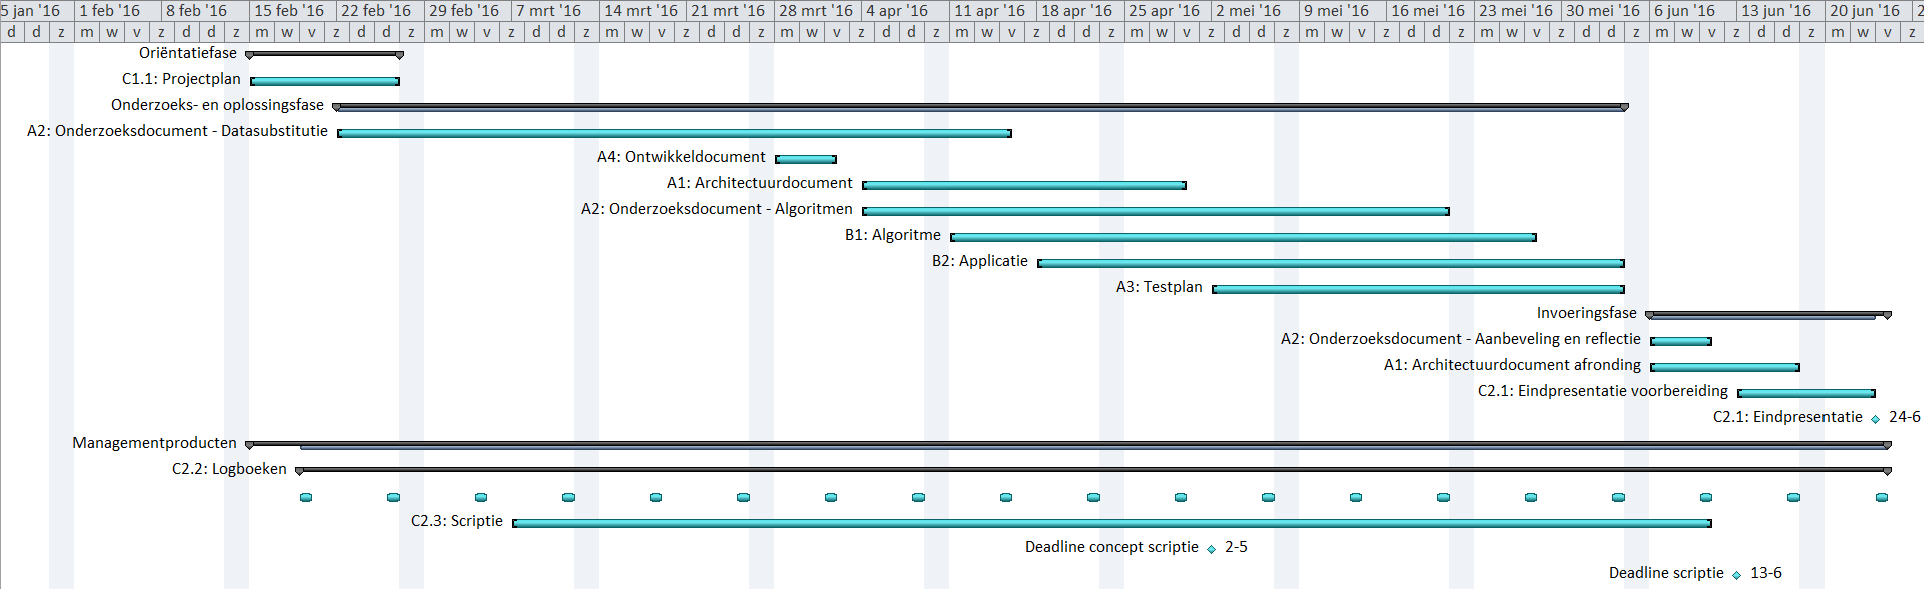 5 jan '16 1 feb '16 8 feb '16 15 feb '16 22 feb '16 29 feb '16 7 mrt '16 14 mrt '16 21 mrt '16 28 mrt '16 4 apr '16 11 apr '16 18 apr '16 25 apr '16 2 mei '16 9 mei '16 16 mei '16 23 mei '16 30 mei '16 6 jun '16 13 jun '16 20 jun '16 2
d d z m w v z d d z m w v z d d z m w v z d d z m w v z d d z m w v z d d z m w v z d d z m w v z d d z m w v z d d z m w v z d d z m w v z d d z m w v z
Oriëntatiefase
C1.1: Projectplan
Onderzoeks- en oplossingsfase
A2: Onderzoeksdocument - Datasubstitutie
A4: Ontwikkeldocument
A1: Architectuurdocument
A2: Onderzoeksdocument - Algoritmen
B1: Algoritme
B2: Applicatie
A3: Testplan
Invoeringsfase
A2: Onderzoeksdocument - Aanbeveling en reflectie
A1: Architectuurdocument afronding
C2.1: Eindpresentatie voorbereiding
C2.1: Eindpresentatie 24-6
Managementproducten
C2.2: Logboeken
C2.3: Scriptie
Deadline concept scriptie 2-5
Deadline scriptie 13-6